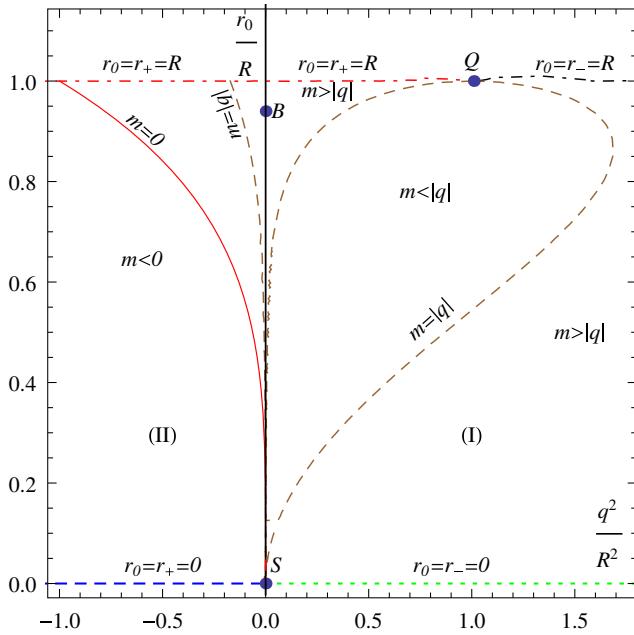 r₀/R
r₀=r₊=R
r₀=r₊=R
Q
r₀=r₋=R
1.0
m=0
m=|q|
B
m>|q|
0.8
m<|q|
m<0
0.6
m=|q|
m>|q|
0.4
(II)
(I)
0.2
q²/R²
r₀=r₊=0
S
r₀=r₋=0
0.0
-1.0
-0.5
0.0
0.5
1.0
1.5